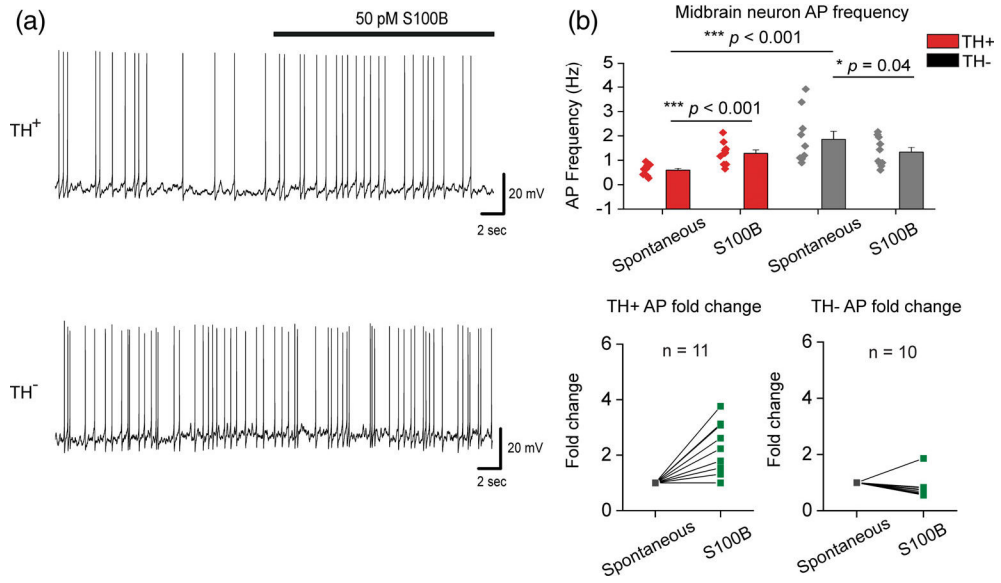 (a)
50 pM S100B
TH+
20 mV
2 sec
TH-
20 mV
2 sec
(b)
Midbrain neuron AP frequency
TH+
TH-
*** p < 0.001
* p = 0.04
*** p < 0.001
AP Frequency (Hz)
5
4
3
2
1
0
-1
Spontaneous
S100B
Spontaneous
S100B
TH+ AP fold change
n = 11
Fold change
6
4
2
0
Spontaneous
S100B
TH- AP fold change
n = 10
Fold change
6
4
2
0
Spontaneous
S100B